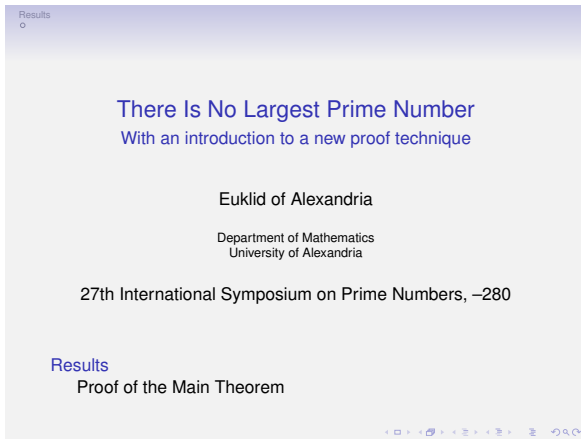 Results
There Is No Largest Prime Number
With an introduction to a new proof technique
Euklid of Alexandria
Department of Mathematics
University of Alexandria
27th International Symposium on Prime Numbers, –280
Results
Proof of the Main Theorem